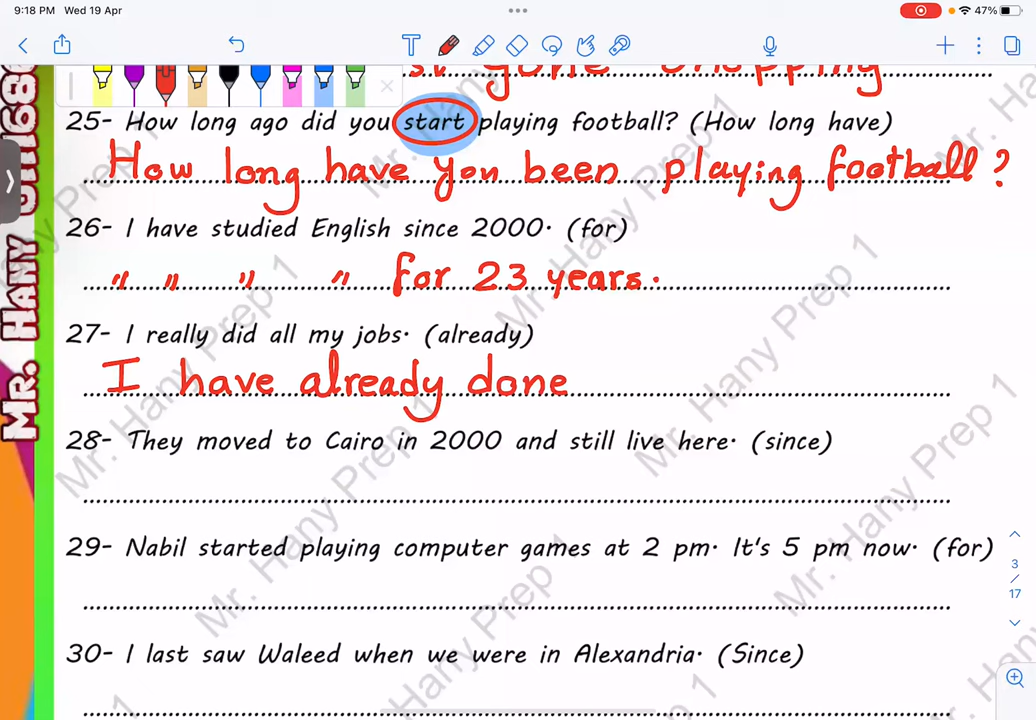 9:18 PM Wed 19 Apr
47%
gone shopping
25- How long ago did you start playing football? (How long have)
How long have you been playing football?
26- I have studied English since 2000. (for)
" " " " for 23 years.
27- I really did all my jobs. (already)
I have already done
28- They moved to Cairo in 2000 and still live here. (since)
29- Nabil started playing computer games at 2 pm. It's 5 pm now. (for)
30- I last saw Waleed when we were in Alexandria. (Since)
MR. HANY
Mr. Hany Prep 1
3
/
17